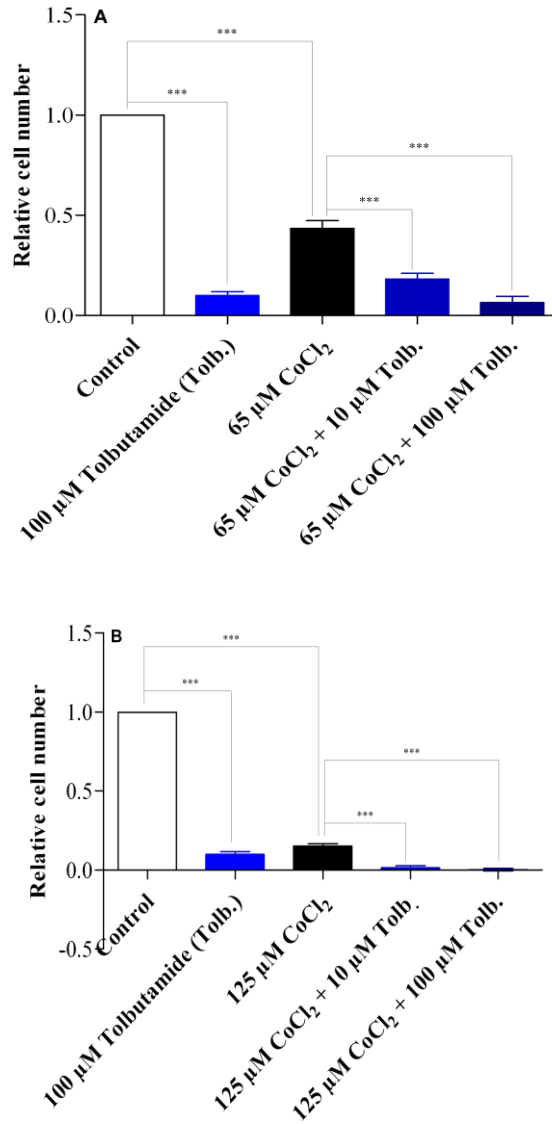 A
Relative cell number
1.5
1.0
0.5
0.0
***
***
***
***
Control
100 µM Tolbutamide (Tolb.)
65 µM CoCl₂
65 µM CoCl₂ + 10 µM Tolb.
65 µM CoCl₂ + 100 µM Tolb.
B
Relative cell number
1.5
1.0
0.5
0.0
-0.5
***
***
***
***
Control
100 µM Tolbutamide (Tolb.)
125 µM CoCl₂
125 µM CoCl₂ + 10 µM Tolb.
125 µM CoCl₂ + 100 µM Tolb.